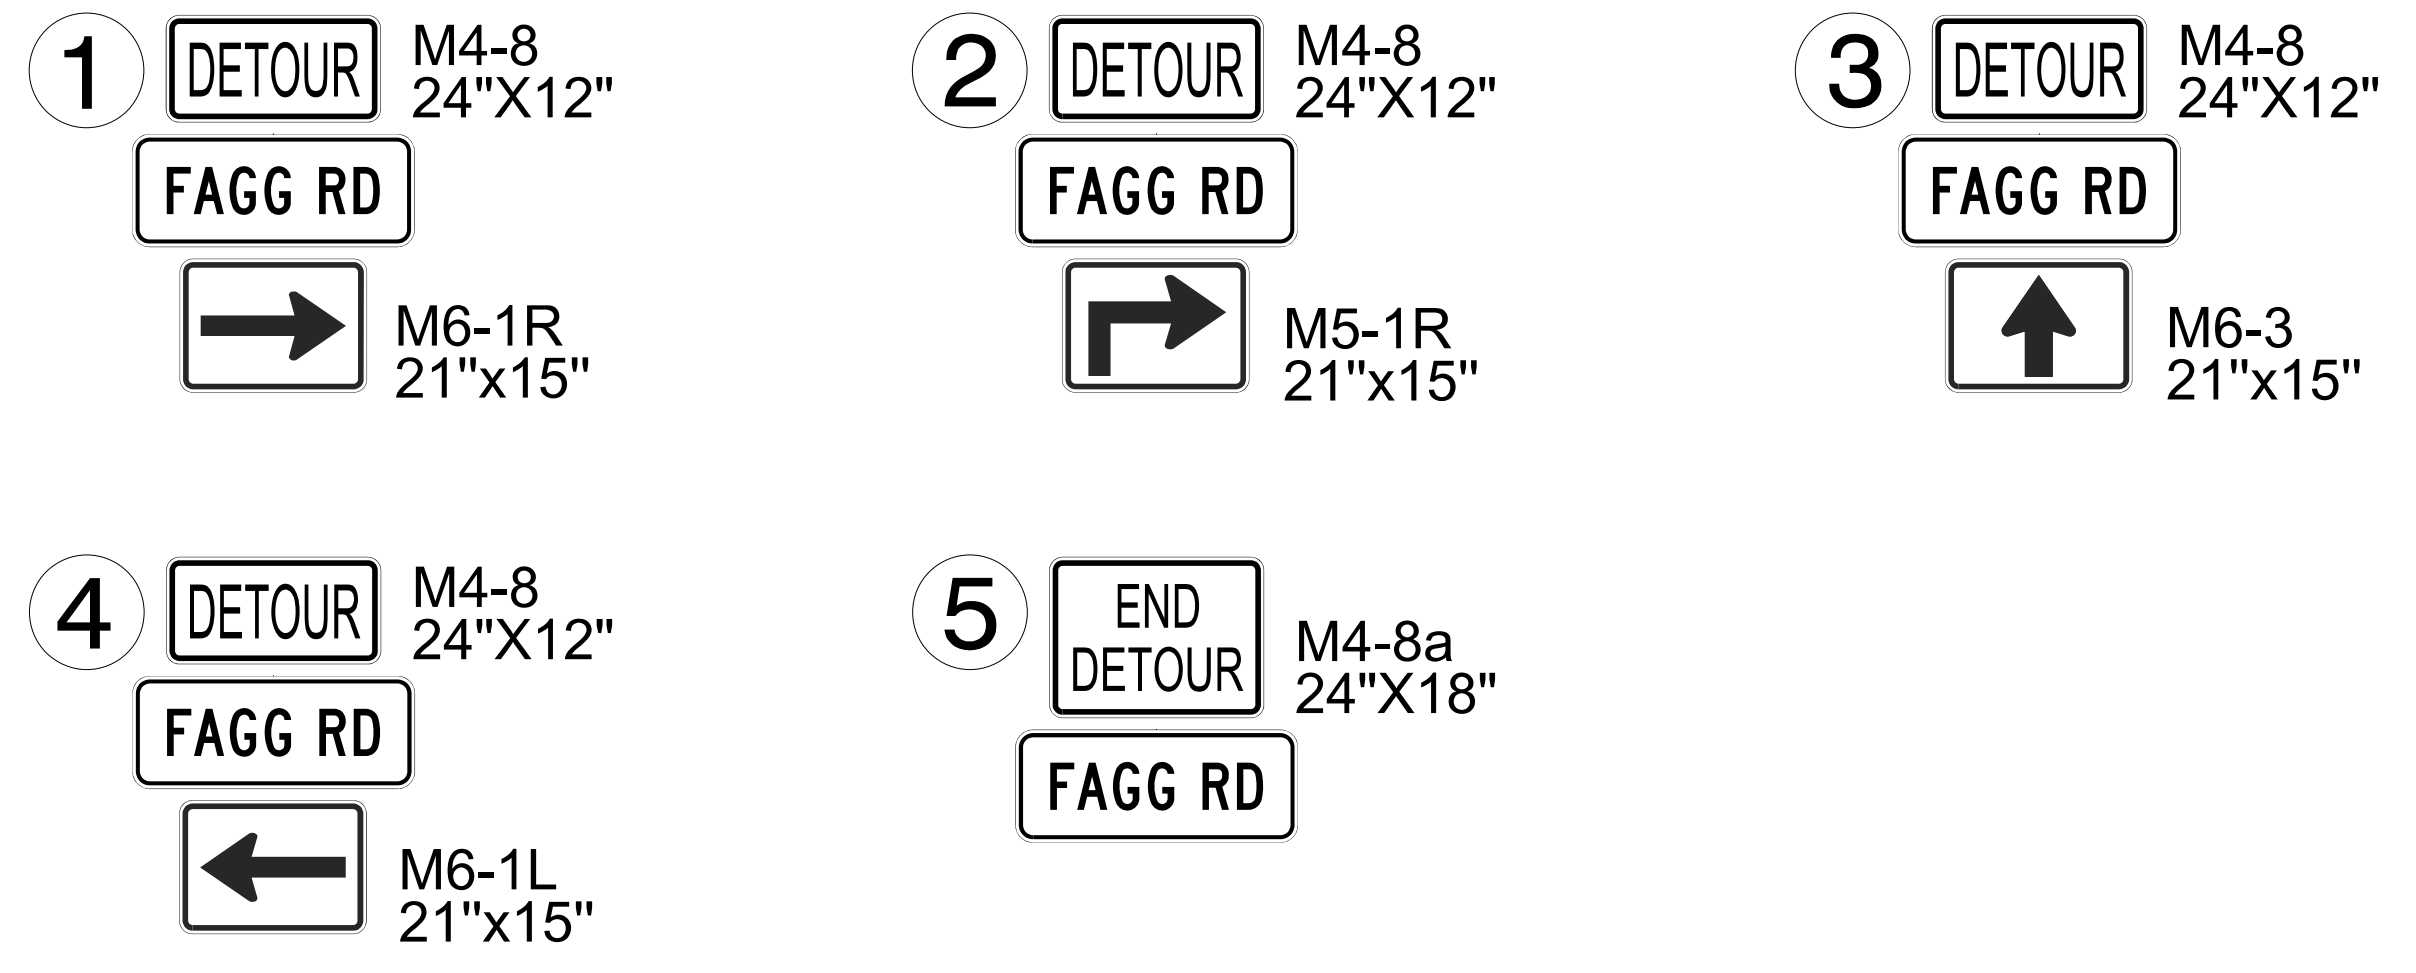 1
DETOUR
M4-8
24"X12"
FAGG RD
M6-1R
21"x15"
2
DETOUR
M4-8
24"X12"
FAGG RD
M5-1R
21"x15"
3
DETOUR
M4-8
24"X12"
FAGG RD
M6-3
21"x15"
4
DETOUR
M4-8
24"X12"
FAGG RD
M6-1L
21"x15"
5
END
DETOUR
M4-8a
24"X18"
FAGG RD